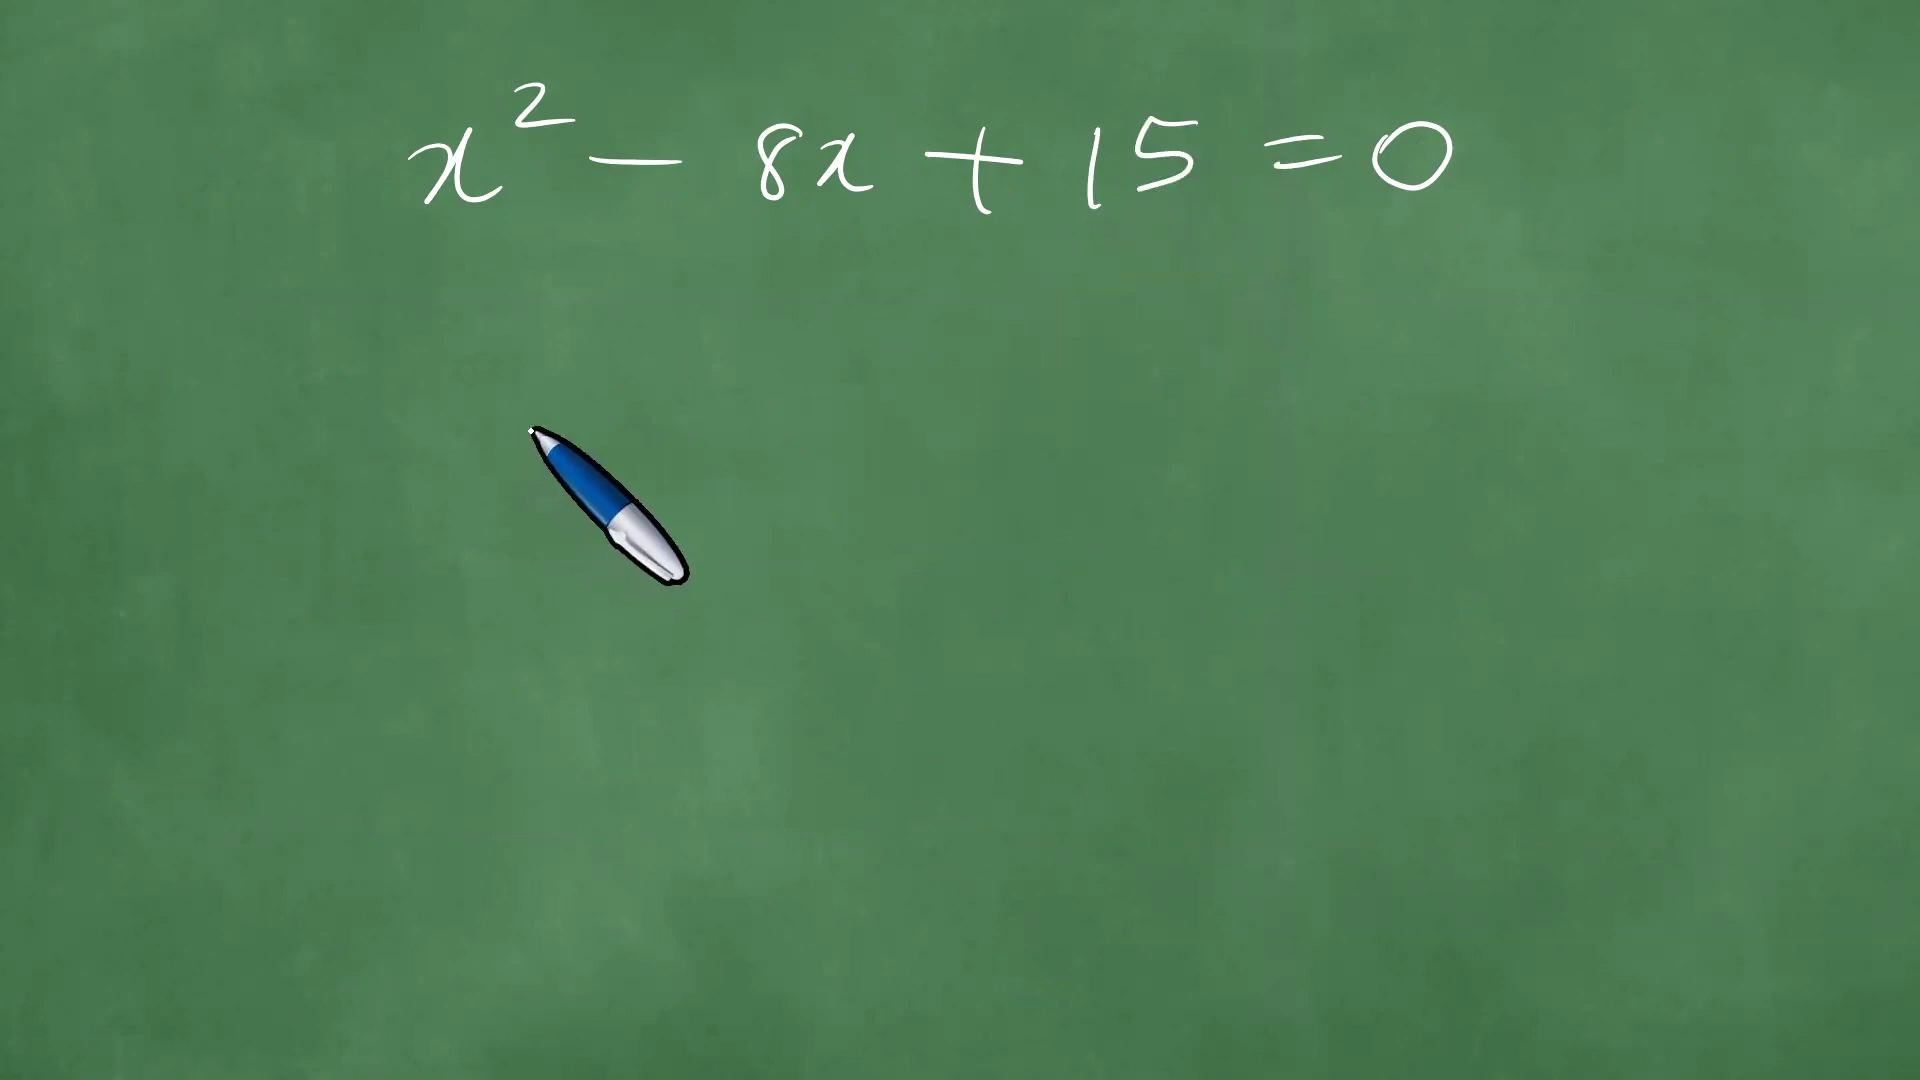 x² - 8x + 15 = 0